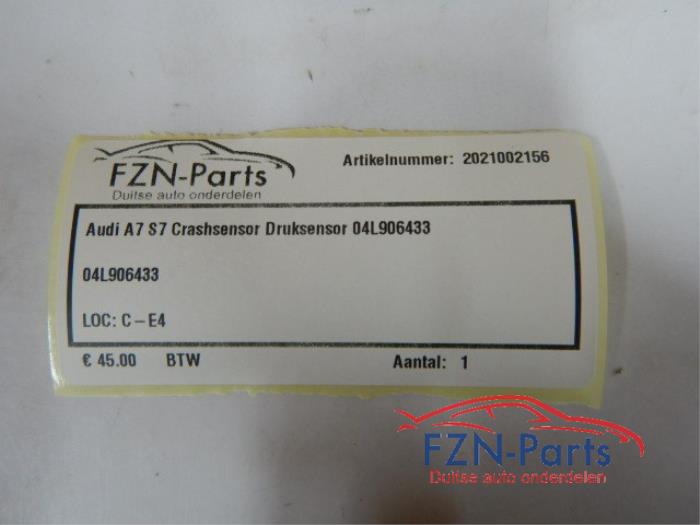 FZN-Parts
Duitse auto onderdelen
Artikelnummer: 2021002156
Audi A7 S7 Crashsensor Druksensor 04L906433
04L906433
LOC: C – E4
€ 45.00 BTW Aantal: 1
FZN-Parts
Duitse auto onderdelen